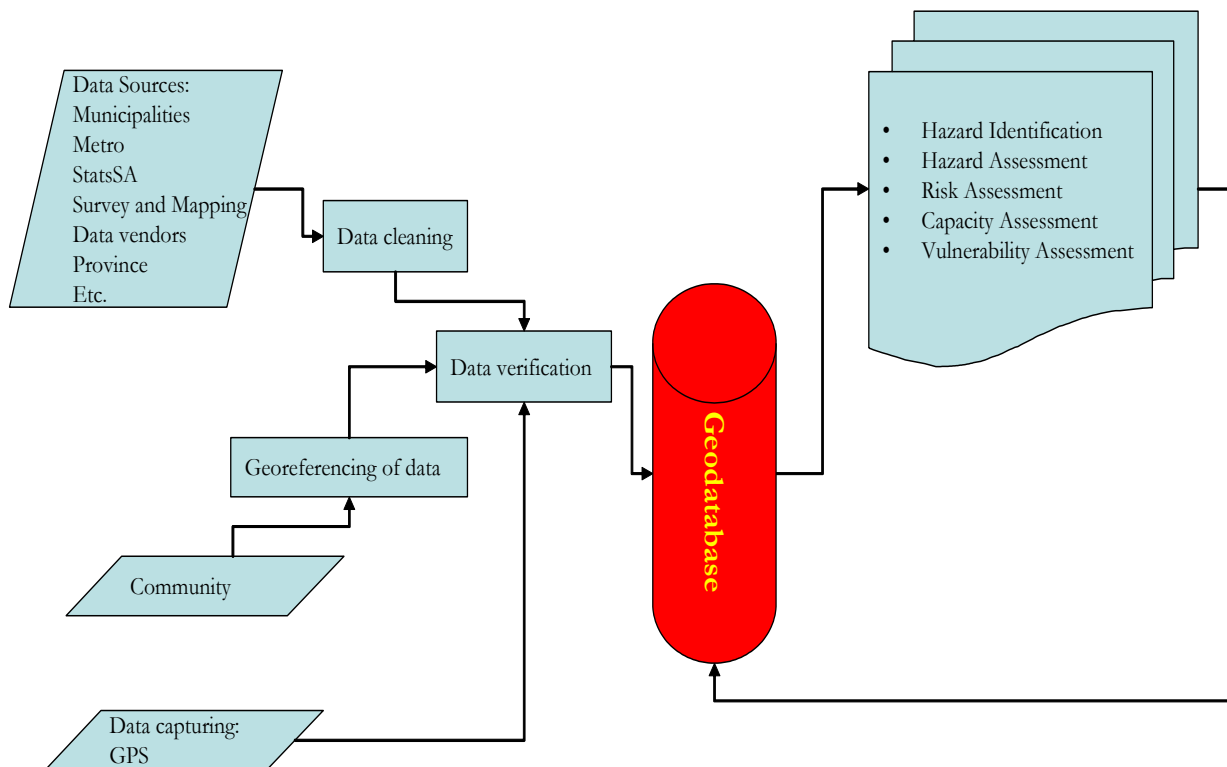 Data Sources:
Municipalities
Metro
StatsSA
Survey and Mapping
Data vendors
Province
Etc.
Data cleaning
Data verification
Georeferencing of data
Community
Data capturing:
GPS
Geodatabase
• Hazard Identification
• Hazard Assessment
• Risk Assessment
• Capacity Assessment
• Vulnerability Assessment